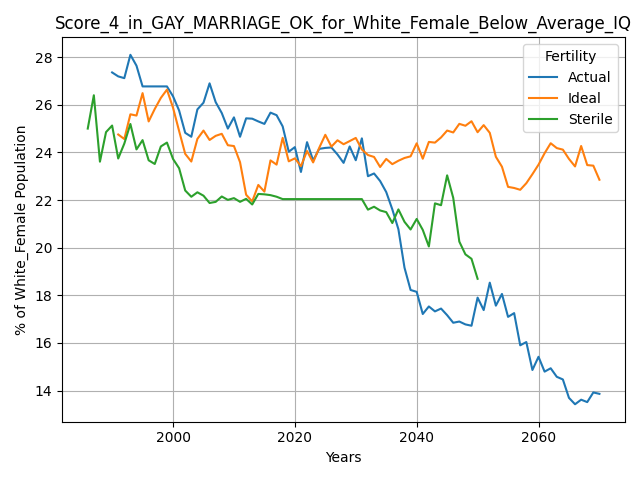 Score_4_in_GAY_MARRIAGE_OK_for_White_Female_Below_Average_IQ
Fertility
Actual
Ideal
Sterile
% of White_Female Population
28
26
24
22
20
18
16
14
2000
2020
2040
2060
Years